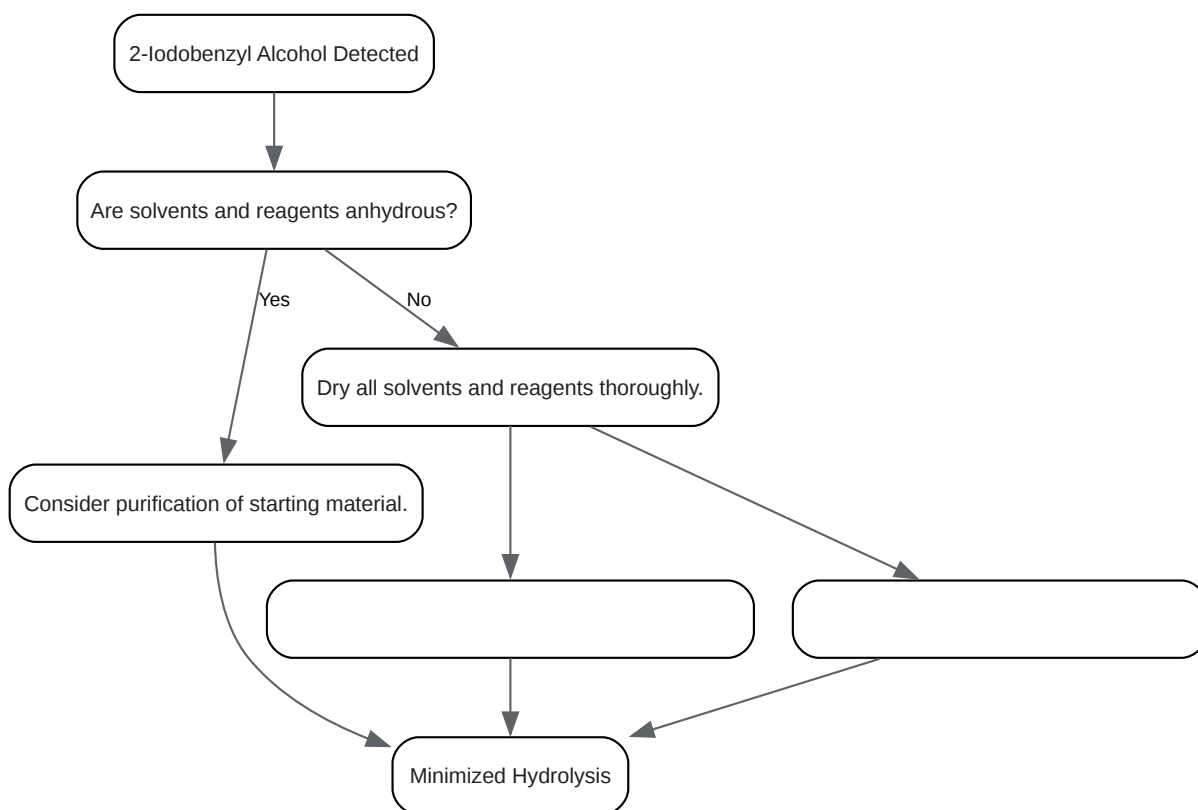 2-Iodobenzyl Alcohol Detected
Are solvents and reagents anhydrous?
Yes
No
Dry all solvents and reagents thoroughly.
Consider purification of starting material.
Minimized Hydrolysis